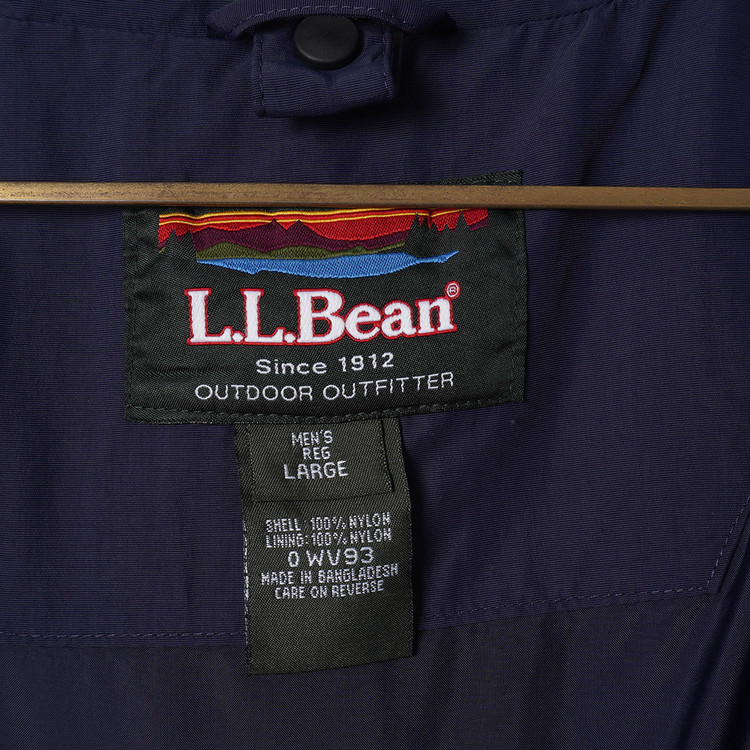 L.L.Bean®
Since 1912
OUTDOOR OUTFITTER
MEN'S
REG
LARGE
SHELL: 100% NYLON
LINING: 100% NYLON
0 WV93
MADE IN BANGLADESH
CARE ON REVERSE